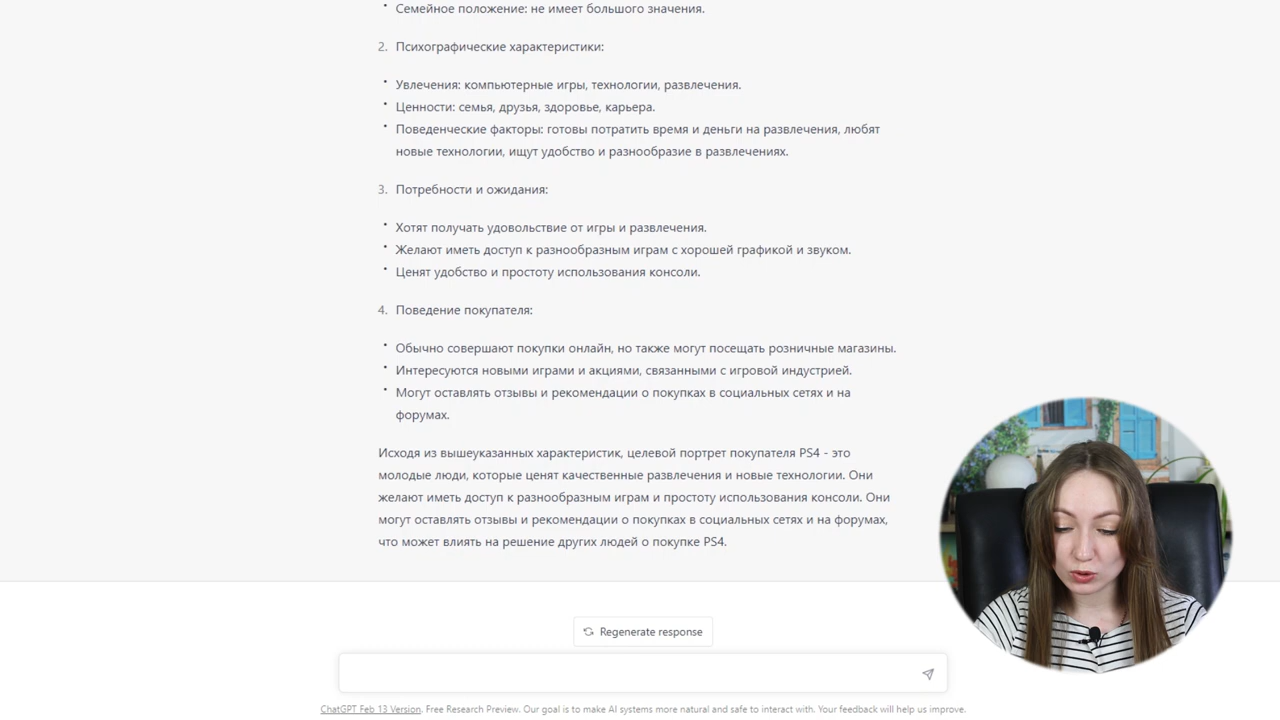 • Семейное положение: не имеет большого значения.
2. Психографические характеристики:
• Увлечения: компьютерные игры, технологии, развлечения.
• Ценности: семья, друзья, здоровье, карьера.
• Поведенческие факторы: готовы потратить время и деньги на развлечения, любят
новые технологии, ищут удобство и разнообразие в развлечениях.
3. Потребности и ожидания:
• Хотят получать удовольствие от игры и развлечения.
• Желают иметь доступ к разнообразным играм с хорошей графикой и звуком.
• Ценят удобство и простоту использования консоли.
4. Поведение покупателя:
• Обычно совершают покупки онлайн, но также могут посещать розничные магазины.
• Интересуются новыми играми и акциями, связанными с игровой индустрией.
• Могут оставлять отзывы и рекомендации о покупках в социальных сетях и на
форумах.
Исходя из вышеуказанных характеристик, целевой портрет покупателя PS4 - это
молодые люди, которые ценят качественные развлечения и новые технологии. Они
желают иметь доступ к разнообразным играм и простоту использования консоли. Они
могут оставлять отзывы и рекомендации о покупках в социальных сетях и на форумах,
что может влиять на решение других людей о покупке PS4.
Regenerate response
ChatGPT Feb 13 Version. Free Research Preview. Our goal is to make AI systems more natural and safe to interact with. Your feedback will help us improve.